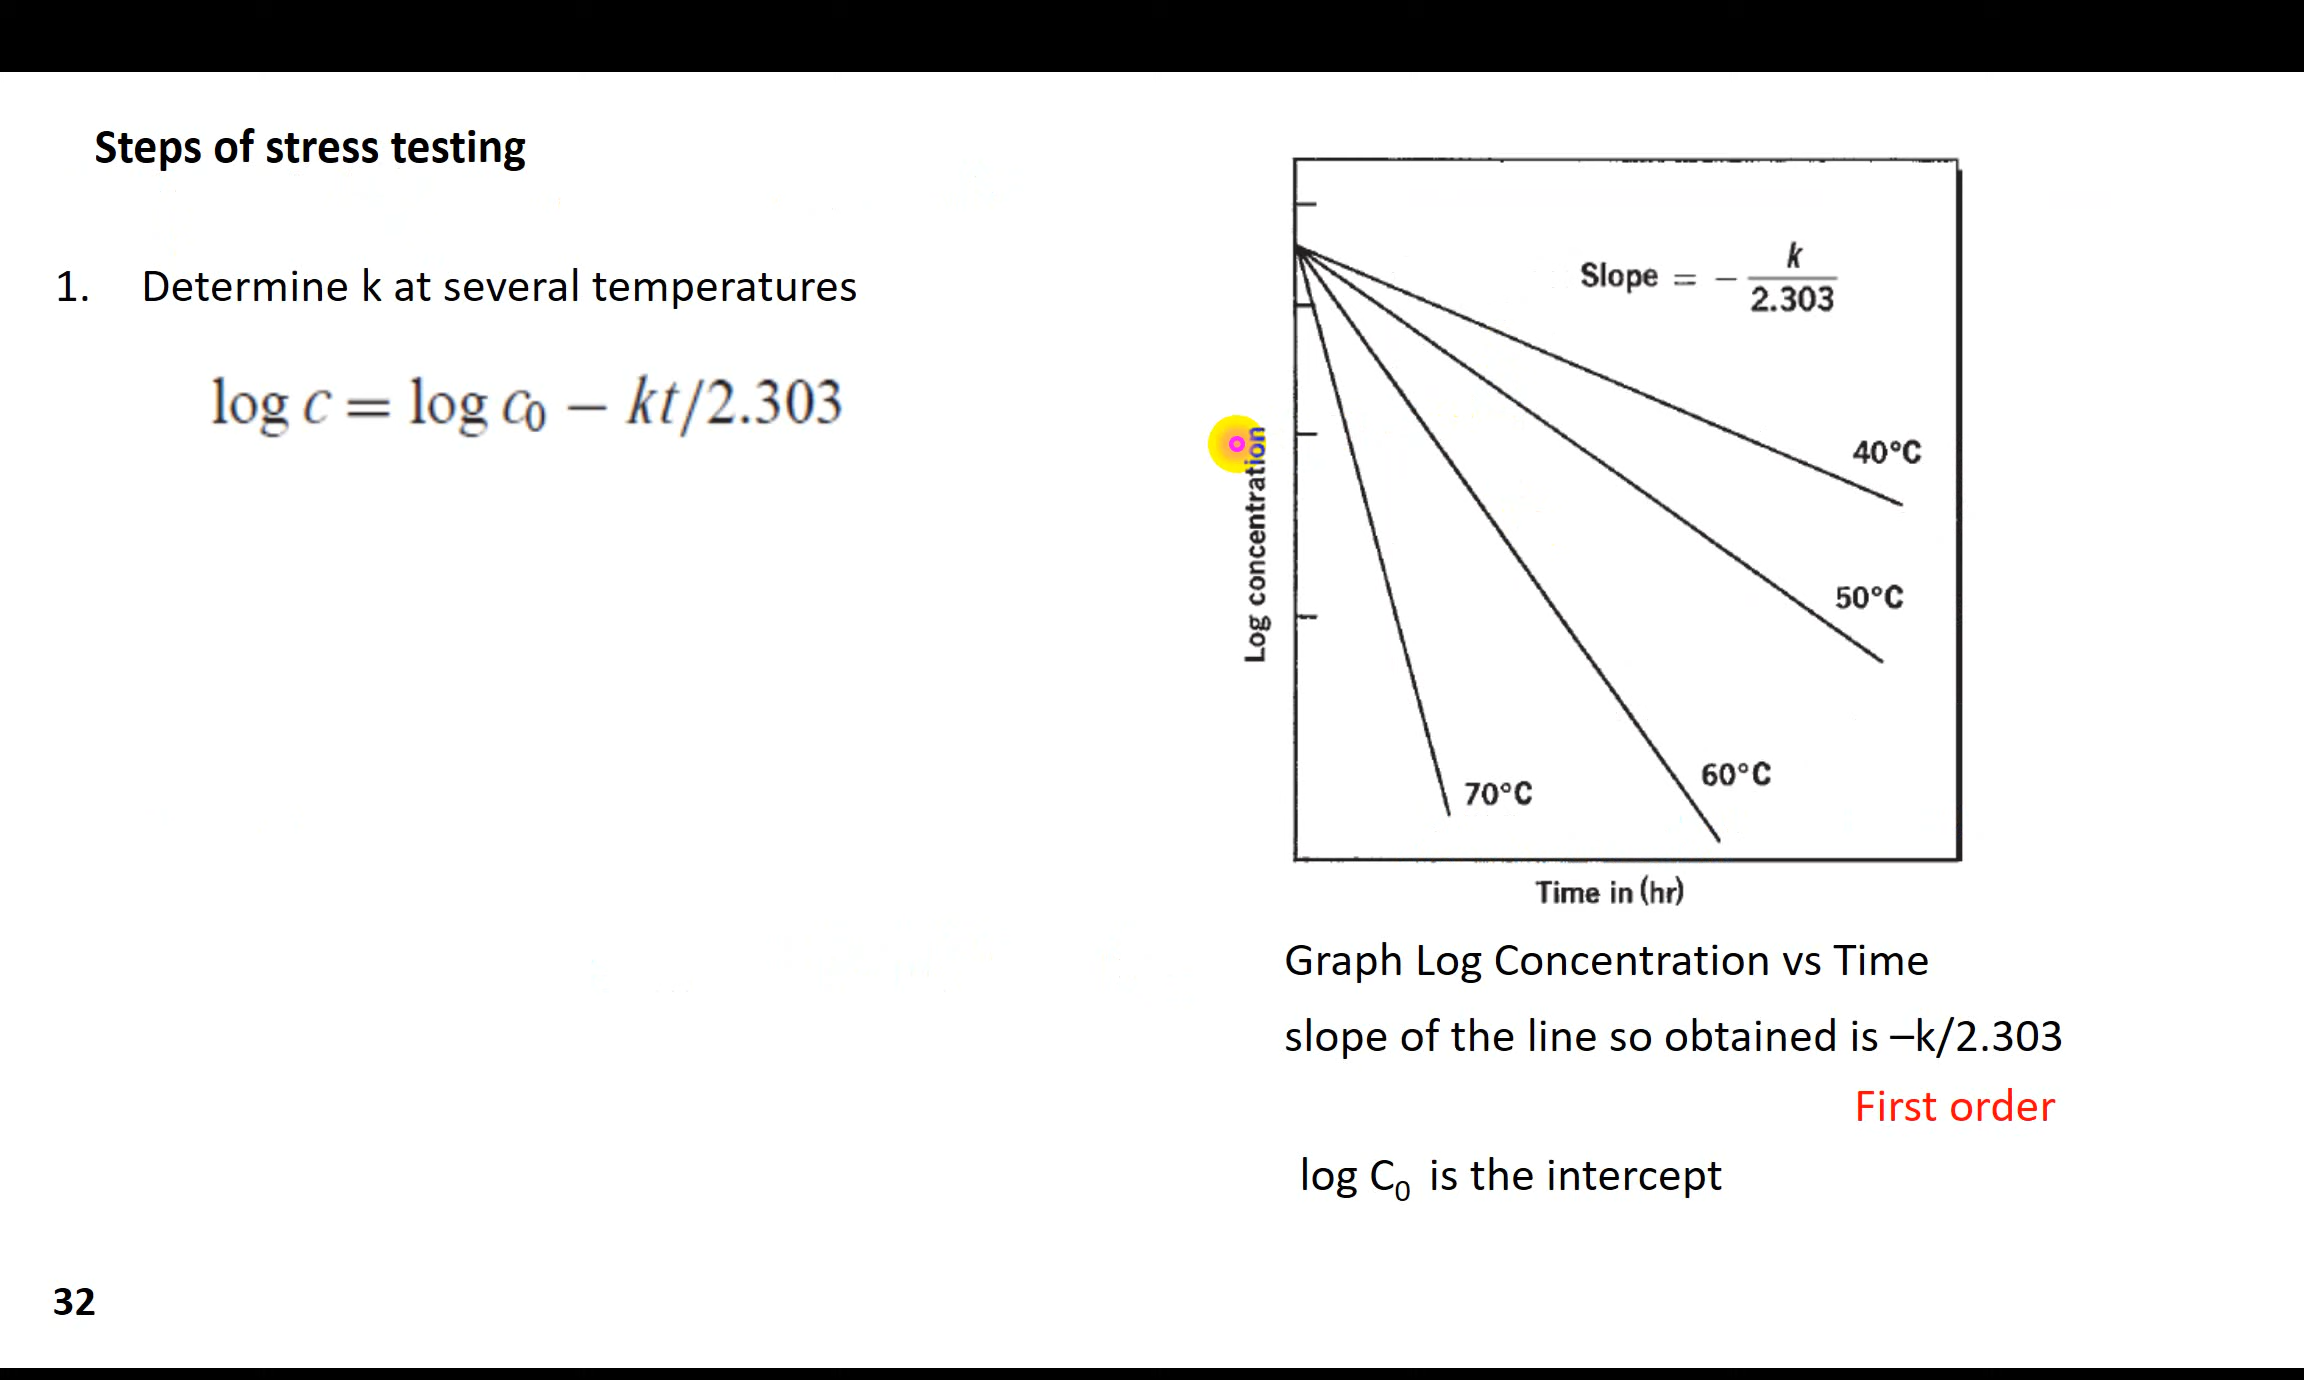 Steps of stress testing
1. Determine k at several temperatures
log c = log c₀ − kt/2.303
Slope = − k/2.303
Log concentration
40°C
50°C
60°C
70°C
Time in (hr)
Graph Log Concentration vs Time
slope of the line so obtained is –k/2.303
First order
log C₀ is the intercept
32